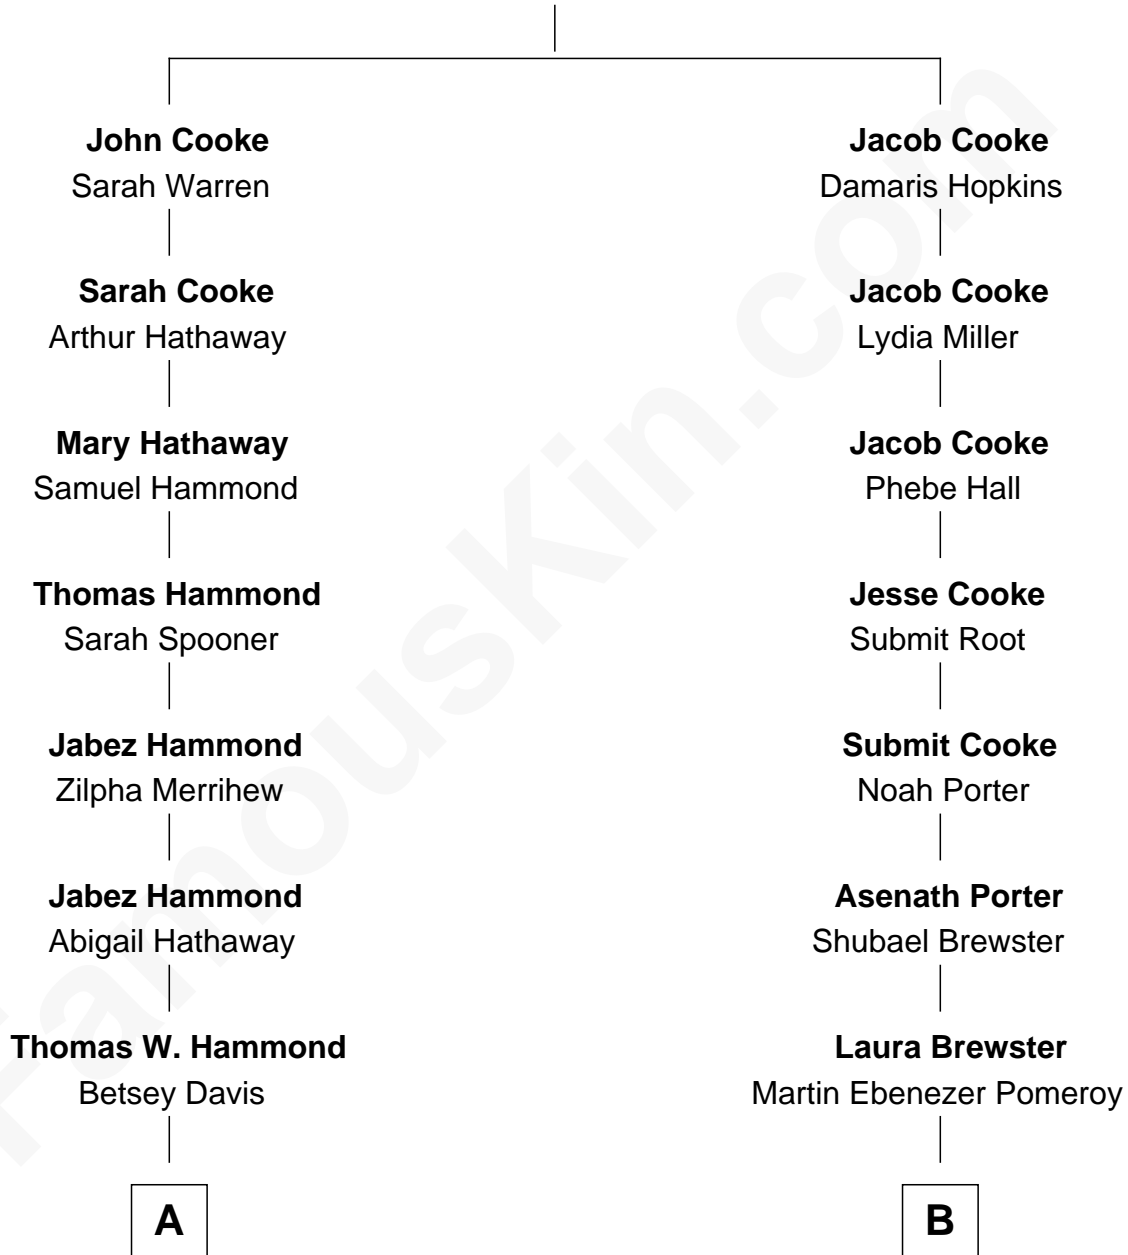 John Cooke
Sarah Warren
Sarah Cooke
Arthur Hathaway
Mary Hathaway
Samuel Hammond
Thomas Hammond
Sarah Spooner
Jabez Hammond
Zilpha Merrihew
Jabez Hammond
Abigail Hathaway
Thomas W. Hammond
Betsey Davis
A
Jacob Cooke
Damaris Hopkins
Jacob Cooke
Lydia Miller
Jacob Cooke
Phebe Hall
Jesse Cooke
Submit Root
Submit Cooke
Noah Porter
Asenath Porter
Shubael Brewster
Laura Brewster
Martin Ebenezer Pomeroy
B
FamousKin.com